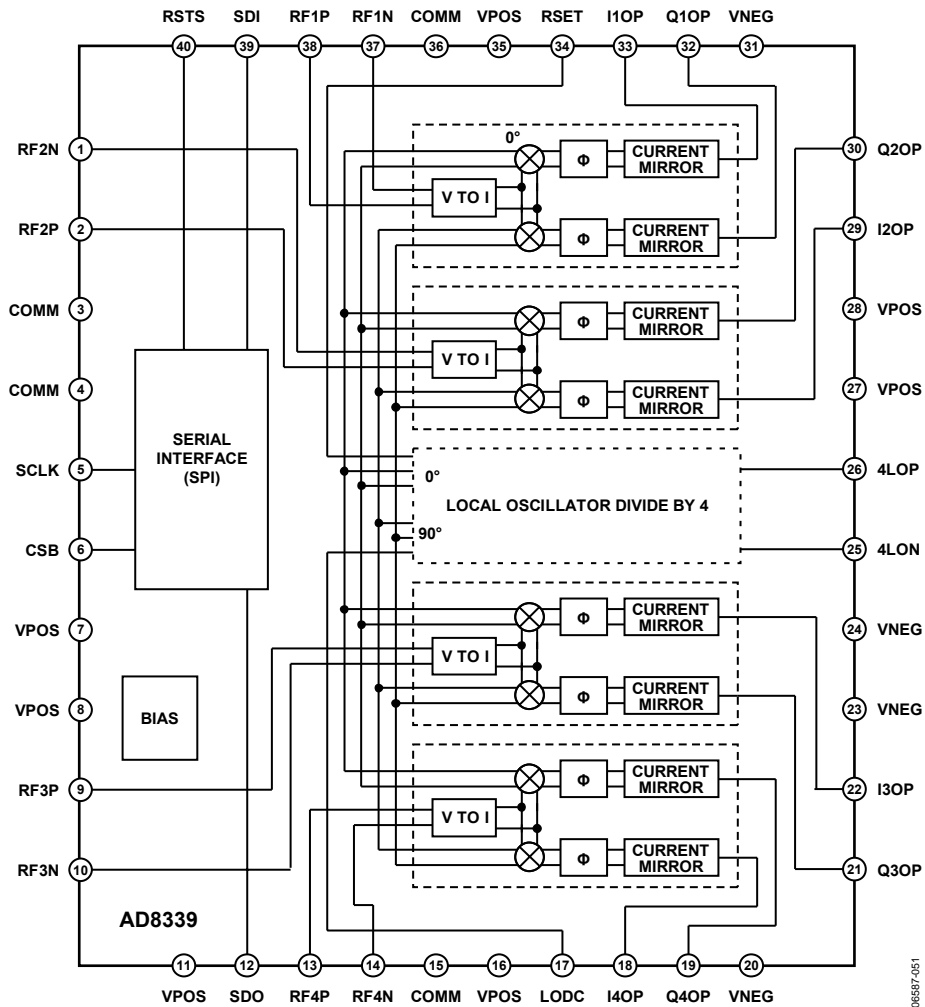 RSTS SDI RF1P RF1N COMM VPOS RSET I1OP Q1OP VNEG
40 39 38 37 36 35 34 33 32 31
0°
RF2N 1 Φ CURRENT MIRROR 30 Q2OP
V TO I
RF2P 2 Φ CURRENT MIRROR 29 I2OP
COMM 3 Φ CURRENT MIRROR 28 VPOS
V TO I
COMM 4 Φ CURRENT MIRROR 27 VPOS
SERIAL
INTERFACE
(SPI)
SCLK 5 0° 26 4LOP
LOCAL OSCILLATOR DIVIDE BY 4
90°
CSB 6 25 4LON
VPOS 7 Φ CURRENT MIRROR 24 VNEG
V TO I
VPOS 8 BIAS Φ CURRENT MIRROR 23 VNEG
RF3P 9 Φ CURRENT MIRROR 22 I3OP
V TO I
RF3N 10 Φ CURRENT MIRROR 21 Q3OP
AD8339
11 12 13 14 15 16 17 18 19 20
VPOS SDO RF4P RF4N COMM VPOS LODC I4OP Q4OP VNEG
06587-051